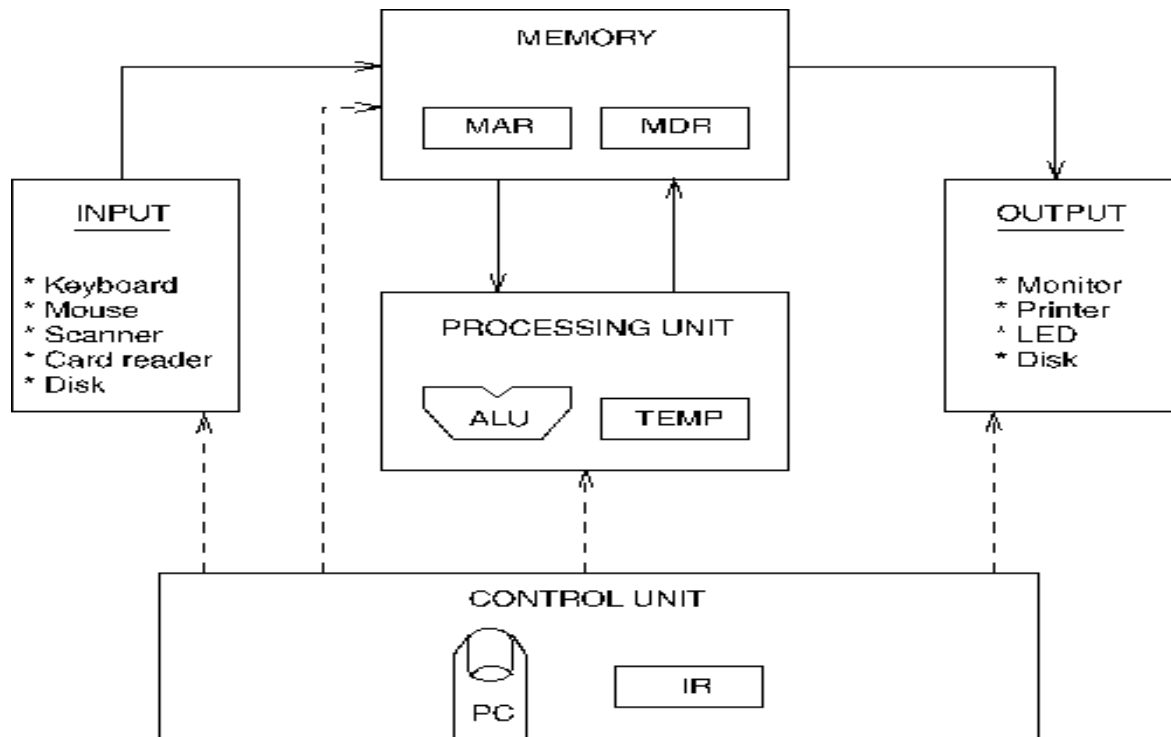 MEMORY
MAR
MDR
INPUT
* Keyboard
* Mouse
* Scanner
* Card reader
* Disk
OUTPUT
* Monitor
* Printer
* LED
* Disk
PROCESSING UNIT
ALU
TEMP
CONTROL UNIT
PC
IR